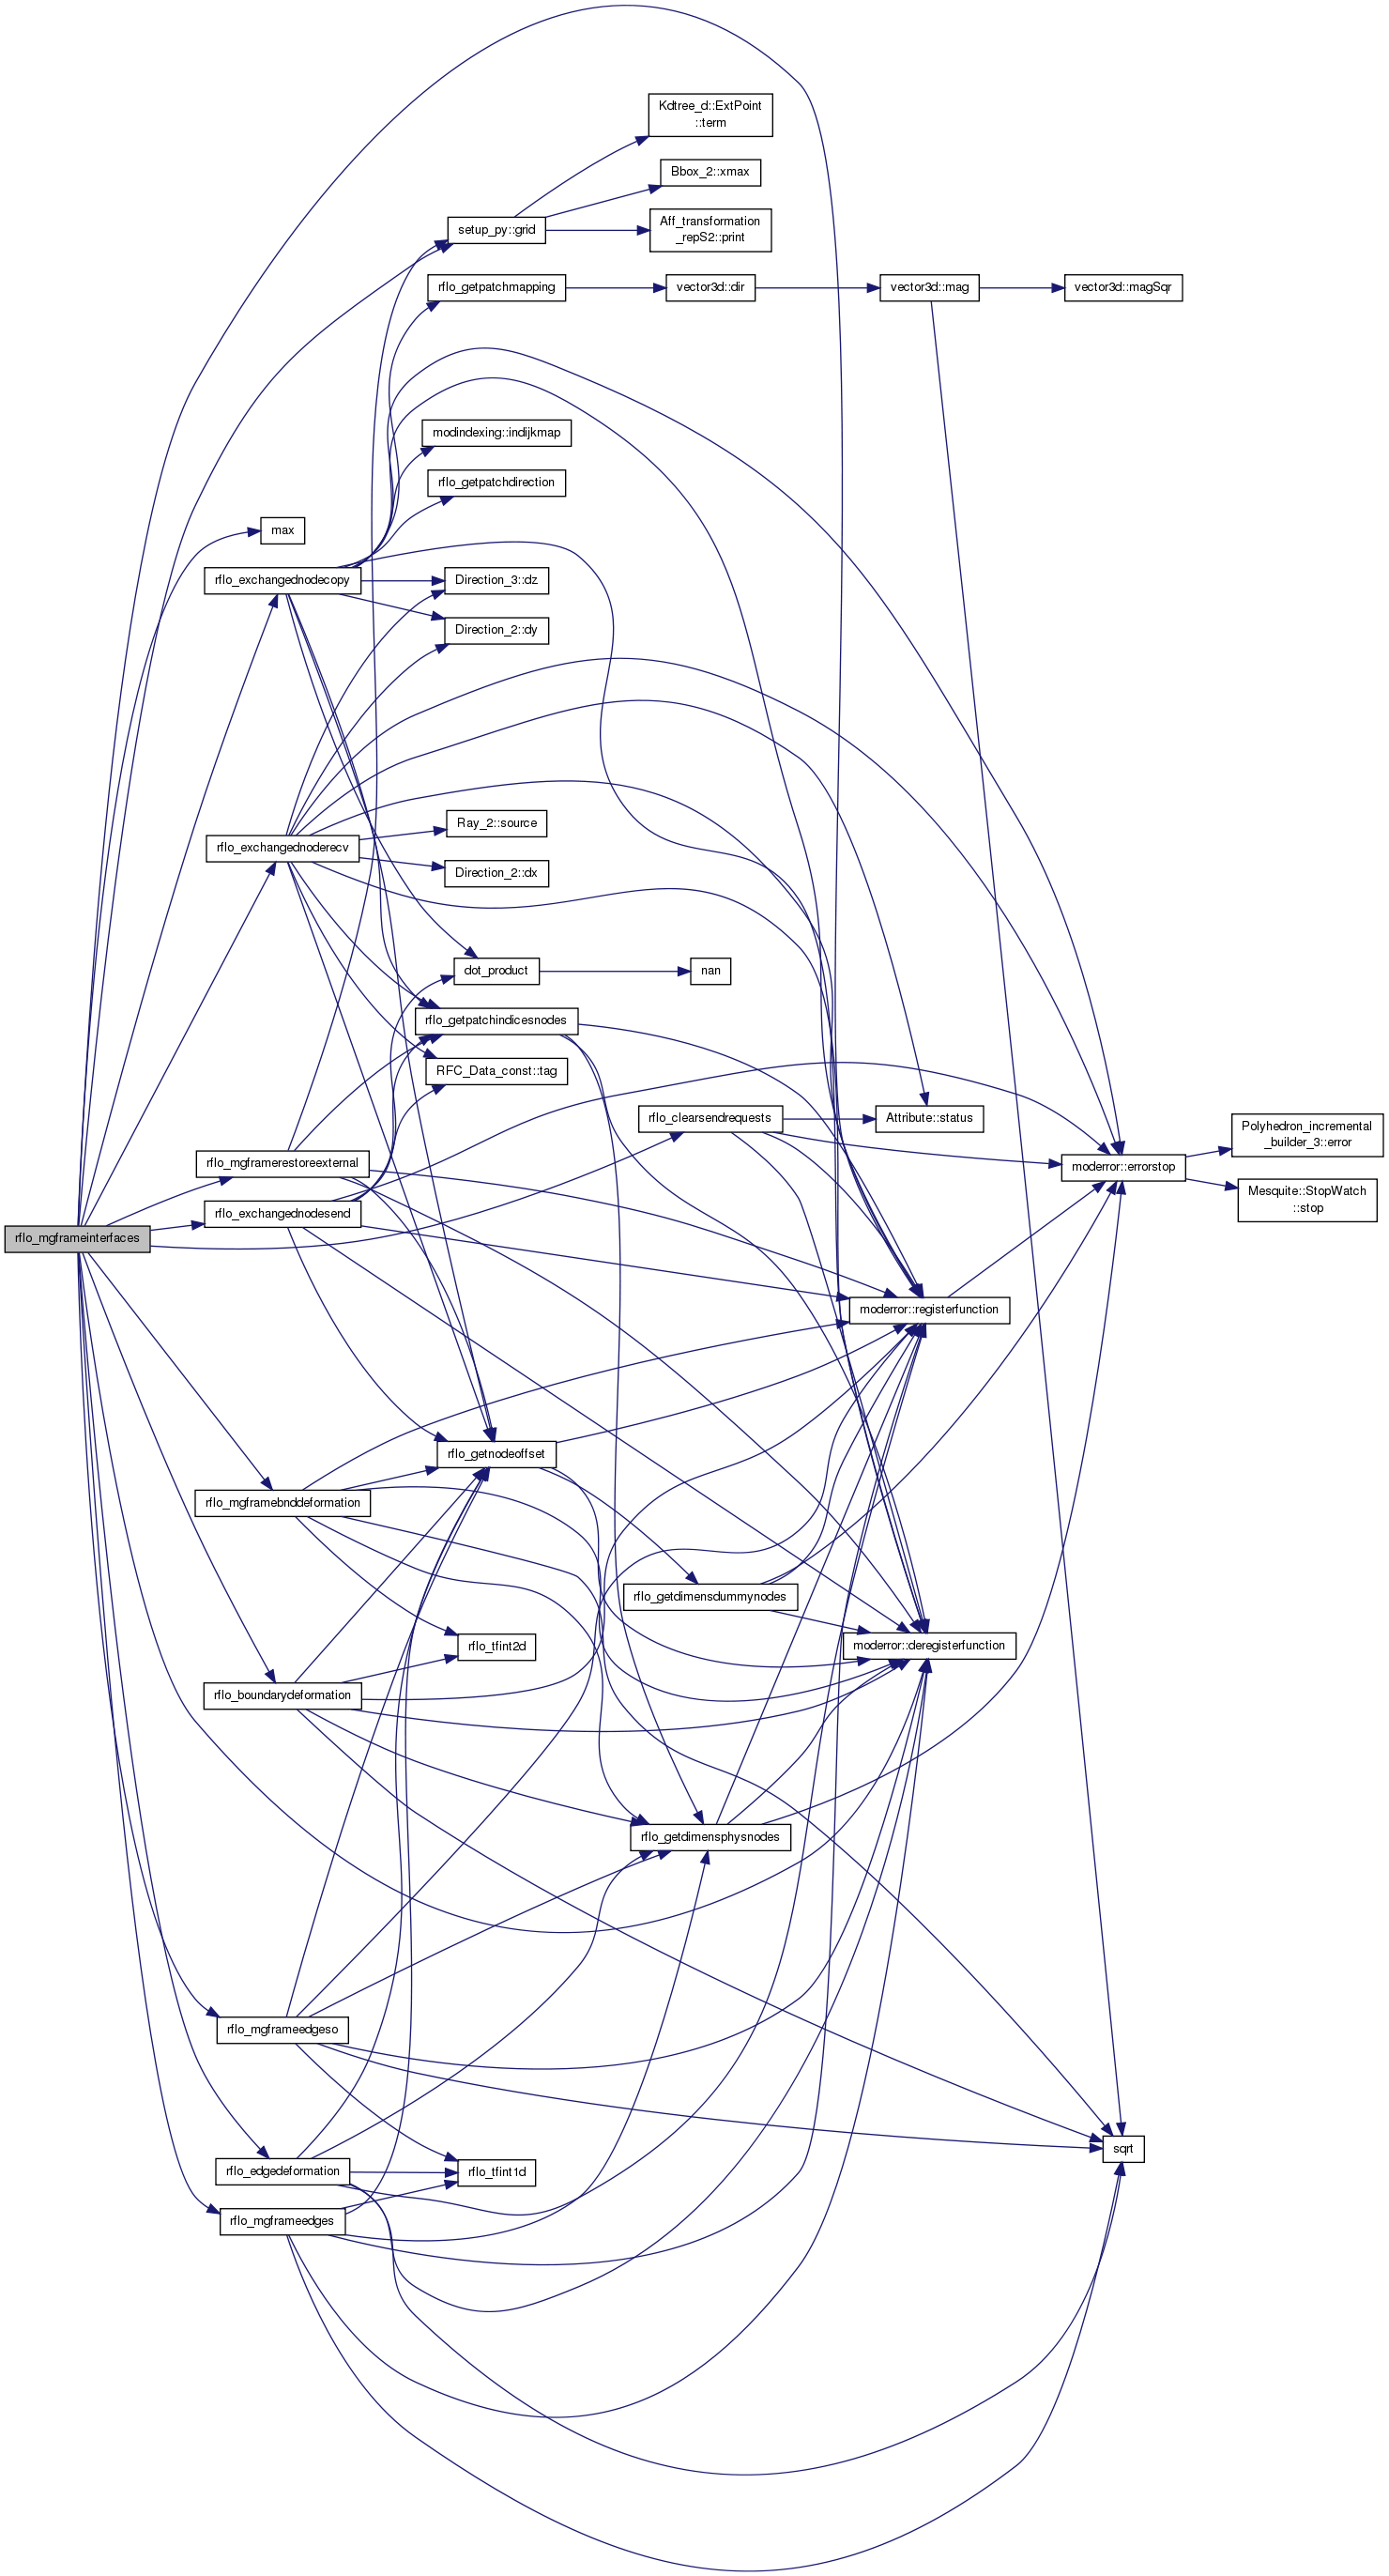 Kdtree_d::ExtPoint
::term
Bbox_2::xmax
setup_py::grid
Aff_transformation
_repS2::print
rflo_getpatchmapping
vector3d::dir
vector3d::mag
vector3d::magSqr
modindexing::indijkmap
rflo_getpatchdirection
max
rflo_exchangednodecopy
Direction_3::dz
Direction_2::dy
Ray_2::source
rflo_exchangednoderecv
Direction_2::dx
dot_product
nan
rflo_getpatchindicesnodes
RFC_Data_const::tag
rflo_clearsendrequests
Attribute::status
Polyhedron_incremental
_builder_3::error
rflo_mgframerestoreexternal
moderror::errorstop
Mesquite::StopWatch
::stop
rflo_exchangednodesend
rflo_mgframeinterfaces
moderror::registerfunction
rflo_getnodeoffset
rflo_mgframebnddeformation
rflo_getdimensdummynodes
rflo_tfint2d
moderror::deregisterfunction
rflo_boundarydeformation
rflo_getdimensphysnodes
rflo_mgframeedgeso
sqrt
rflo_edgedeformation
rflo_tfint1d
rflo_mgframeedges